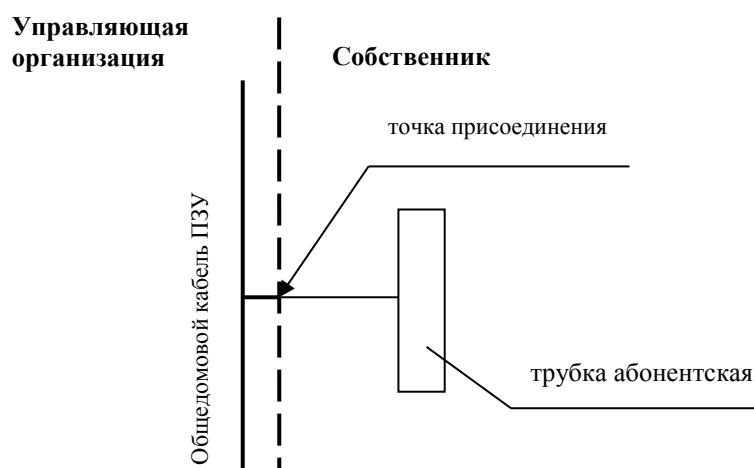 Управляющая
организация
Собственник
точка присоединения
Общедомовой кабель ПЗУ
трубка абонентская